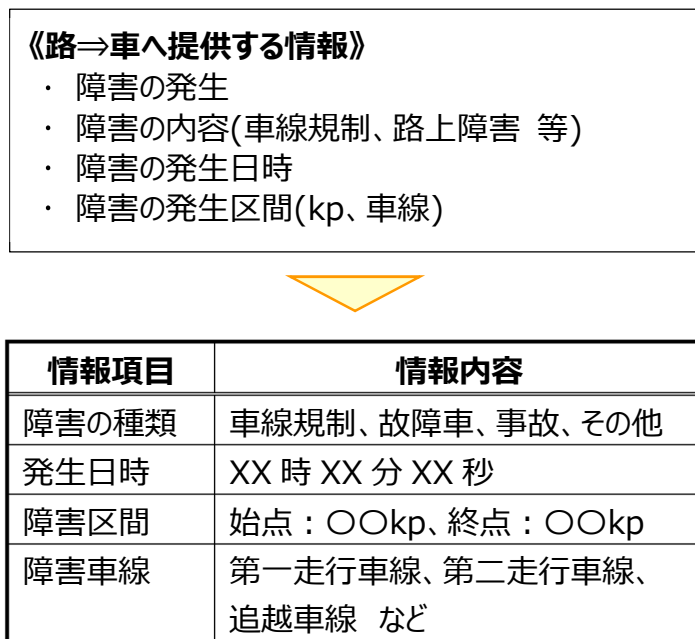 《路⇒車へ提供する情報》
・ 障害の発生
・ 障害の内容(車線規制、路上障害 等)
・ 障害の発生日時
・ 障害の発生区間(kp、車線)
情報項目 情報内容
障害の種類 車線規制、故障車、事故、その他
発生日時 XX 時 XX 分 XX 秒
障害区間 始点：〇〇kp、終点：〇〇kp
障害車線 第一走行車線、第二走行車線、
追越車線 など